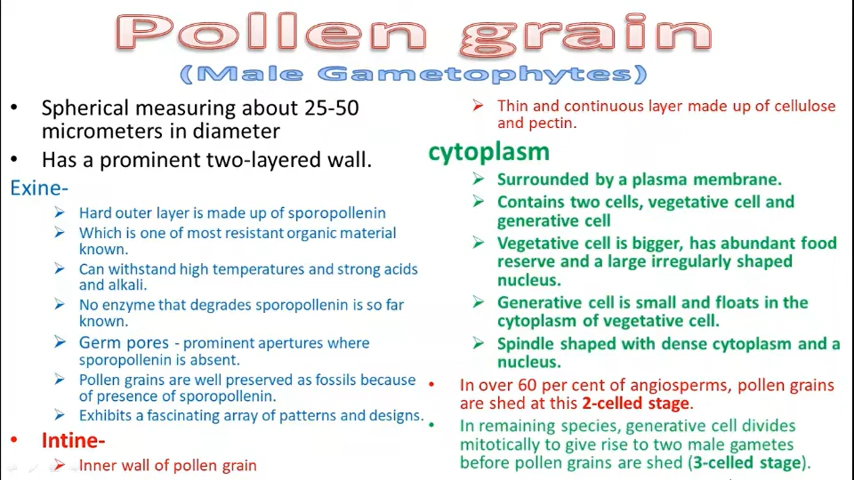 Pollen grain
(Male Gametophytes)
• Spherical measuring about 25-50
micrometers in diameter
• Has a prominent two-layered wall.
Exine-
➢ Hard outer layer is made up of sporopollenin
➢ Which is one of most resistant organic material
known.
➢ Can withstand high temperatures and strong acids
and alkali.
➢ No enzyme that degrades sporopollenin is so far
known.
➢ Germ pores - prominent apertures where
sporopollenin is absent.
➢ Pollen grains are well preserved as fossils because
of presence of sporopollenin.
➢ Exhibits a fascinating array of patterns and designs.
• Intine-
➢ Inner wall of pollen grain
➢ Thin and continuous layer made up of cellulose
and pectin.
cytoplasm
➢ Surrounded by a plasma membrane.
➢ Contains two cells, vegetative cell and
generative cell
➢ Vegetative cell is bigger, has abundant food
reserve and a large irregularly shaped
nucleus.
➢ Generative cell is small and floats in the
cytoplasm of vegetative cell.
➢ Spindle shaped with dense cytoplasm and a
nucleus.
• In over 60 per cent of angiosperms, pollen grains
are shed at this 2-celled stage.
• In remaining species, generative cell divides
mitotically to give rise to two male gametes
before pollen grains are shed (3-celled stage).